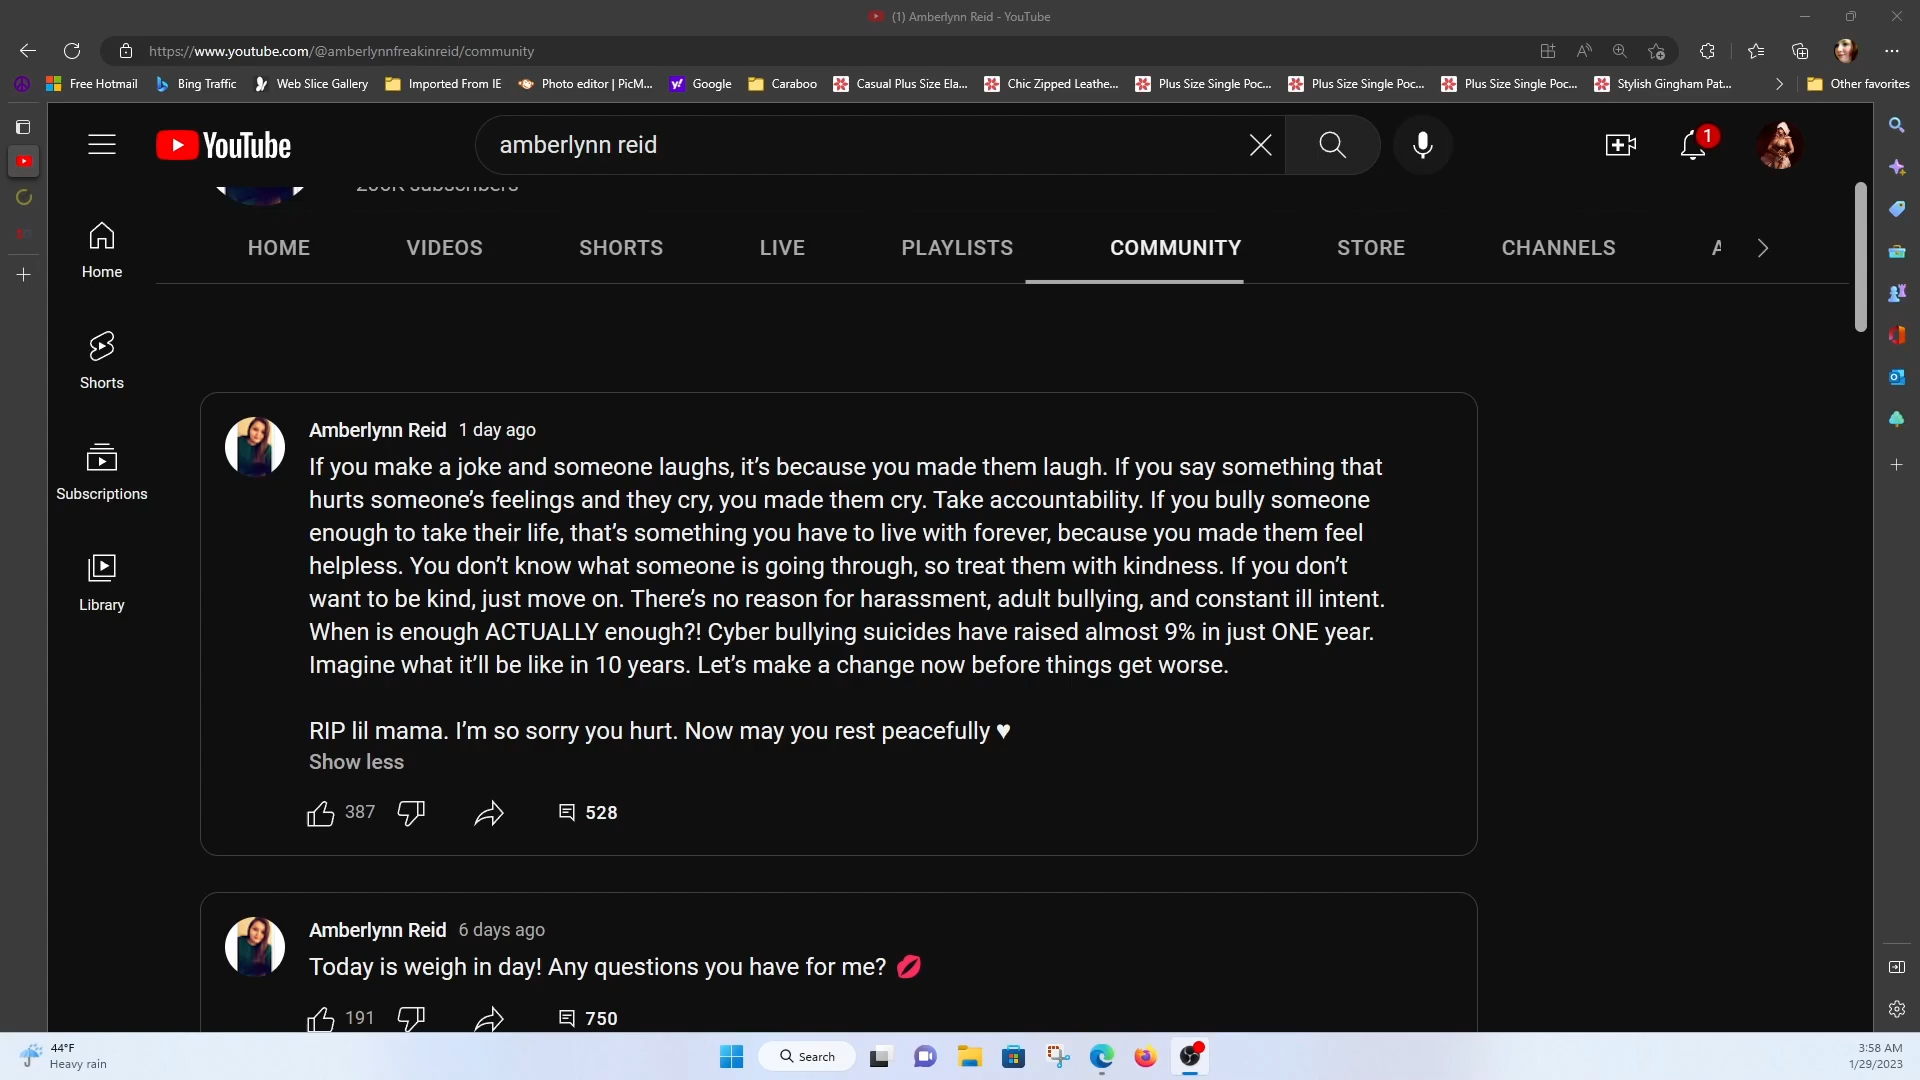 (1) Amberlynn Reid - YouTube
https://www.youtube.com/@amberlynnfreakinreid/community
Free Hotmail
Bing Traffic
Web Slice Gallery
Imported From IE
Photo editor | PicM...
Google
Caraboo
Casual Plus Size Ela...
Chic Zipped Leathe...
Plus Size Single Poc...
Plus Size Single Poc...
Plus Size Single Poc...
Stylish Gingham Pat...
Other favorites
YouTube
amberlynn reid
1
subscribers
HOME
VIDEOS
SHORTS
LIVE
PLAYLISTS
COMMUNITY
STORE
CHANNELS
A
Home
Shorts
Subscriptions
Library
Amberlynn Reid 1 day ago
If you make a joke and someone laughs, it’s because you made them laugh. If you say something that
hurts someone’s feelings and they cry, you made them cry. Take accountability. If you bully someone
enough to take their life, that’s something you have to live with forever, because you made them feel
helpless. You don’t know what someone is going through, so treat them with kindness. If you don’t
want to be kind, just move on. There’s no reason for harassment, adult bullying, and constant ill intent.
When is enough ACTUALLY enough?! Cyber bullying suicides have raised almost 9% in just ONE year.
Imagine what it’ll be like in 10 years. Let’s make a change now before things get worse.
RIP lil mama. I’m so sorry you hurt. Now may you rest peacefully ♥
Show less
387
528
Amberlynn Reid 6 days ago
Today is weigh in day! Any questions you have for me? 💋
191
750
44°F
Heavy rain
Search
3:58 AM
1/29/2023